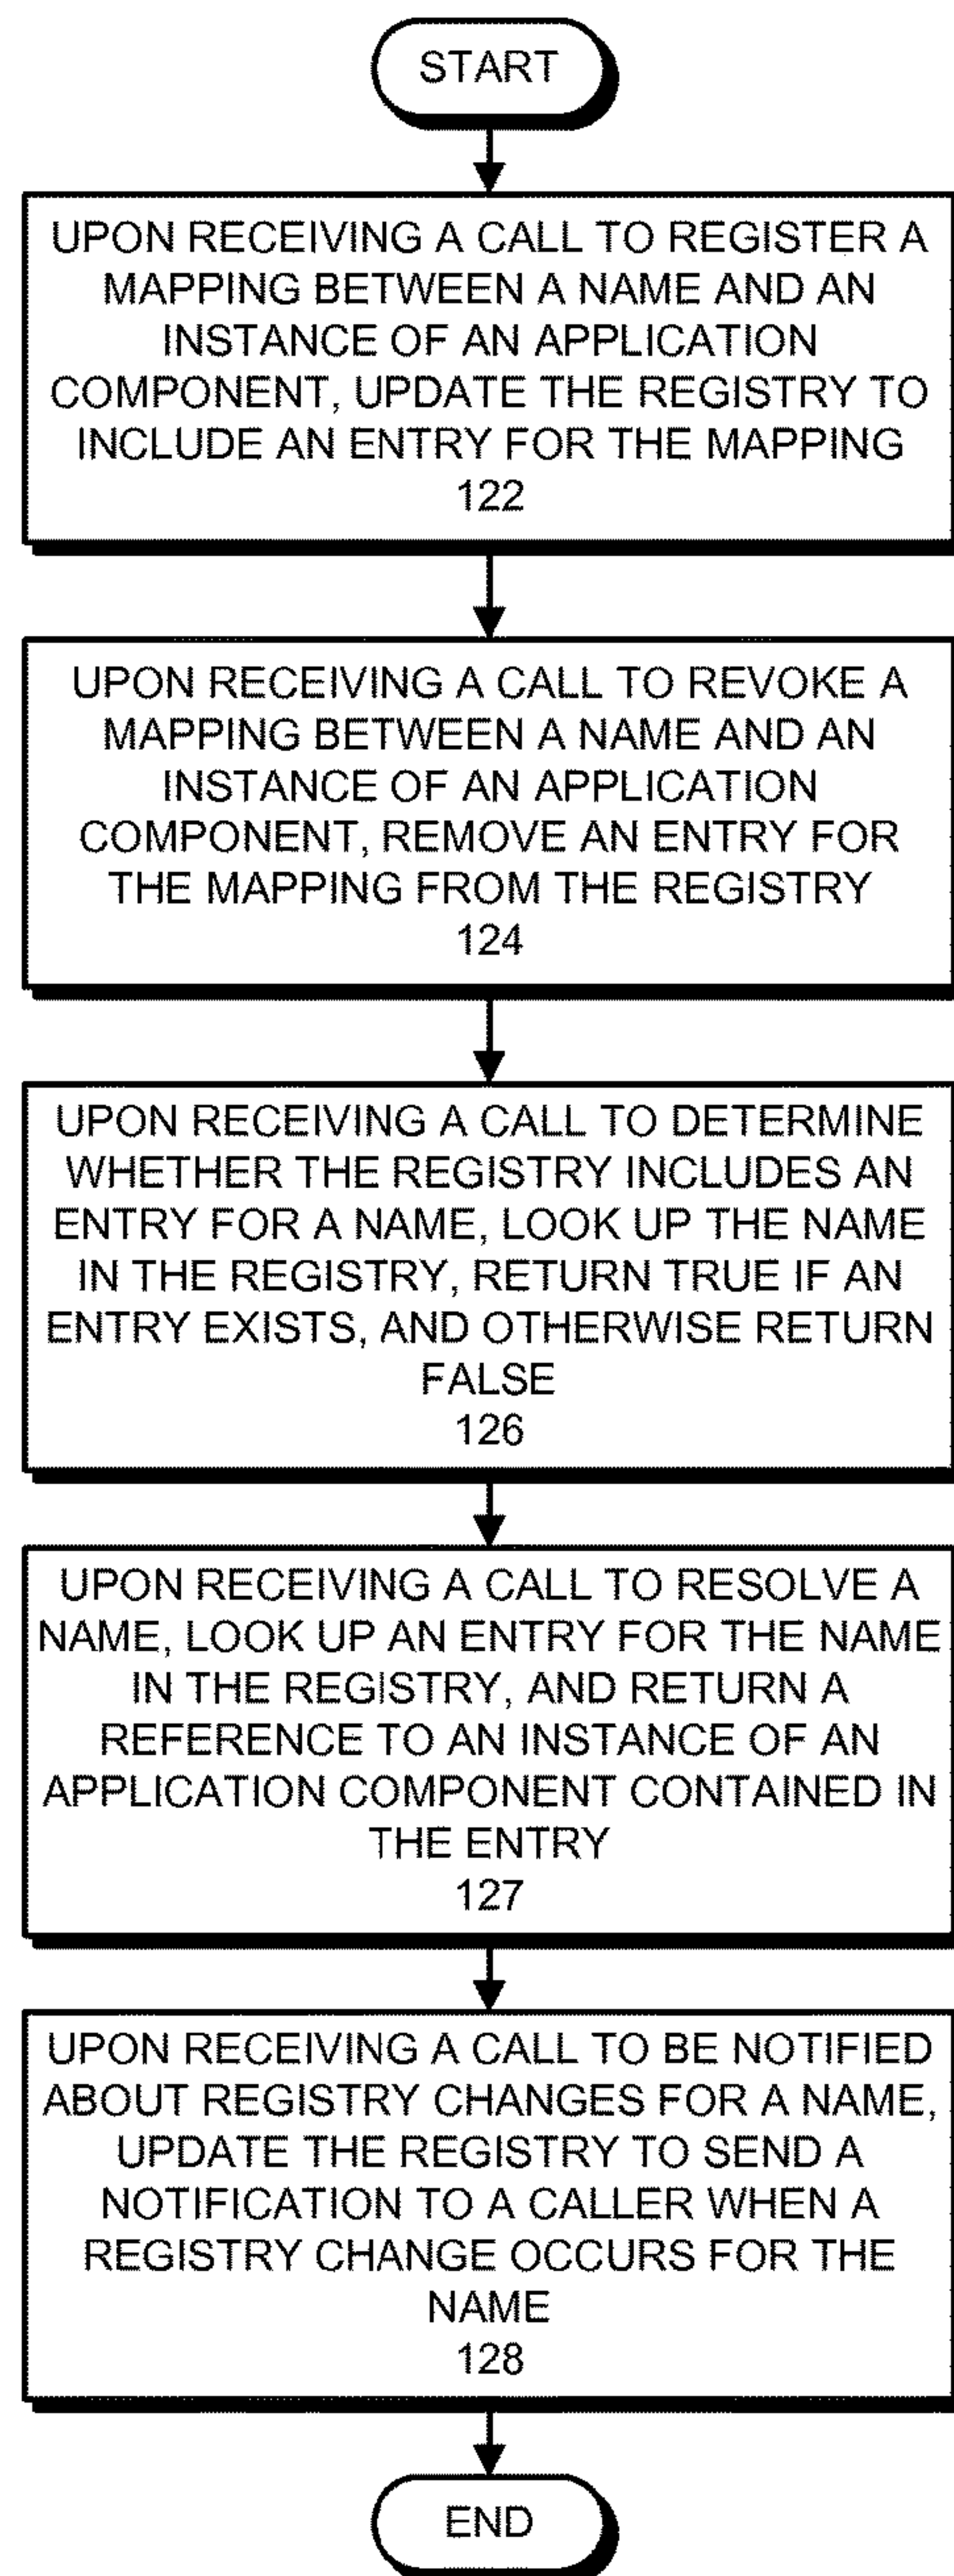 START
UPON RECEIVING A CALL TO REGISTER A
MAPPING BETWEEN A NAME AND AN
INSTANCE OF AN APPLICATION
COMPONENT, UPDATE THE REGISTRY TO
INCLUDE AN ENTRY FOR THE MAPPING
122
UPON RECEIVING A CALL TO REVOKE A
MAPPING BETWEEN A NAME AND AN
INSTANCE OF AN APPLICATION
COMPONENT, REMOVE AN ENTRY FOR
THE MAPPING FROM THE REGISTRY
124
UPON RECEIVING A CALL TO DETERMINE
WHETHER THE REGISTRY INCLUDES AN
ENTRY FOR A NAME, LOOK UP THE NAME
IN THE REGISTRY, RETURN TRUE IF AN
ENTRY EXISTS, AND OTHERWISE RETURN
FALSE
126
UPON RECEIVING A CALL TO RESOLVE A
NAME, LOOK UP AN ENTRY FOR THE NAME
IN THE REGISTRY, AND RETURN A
REFERENCE TO AN INSTANCE OF AN
APPLICATION COMPONENT CONTAINED IN
THE ENTRY
127
UPON RECEIVING A CALL TO BE NOTIFIED
ABOUT REGISTRY CHANGES FOR A NAME,
UPDATE THE REGISTRY TO SEND A
NOTIFICATION TO A CALLER WHEN A
REGISTRY CHANGE OCCURS FOR THE
NAME
128
END